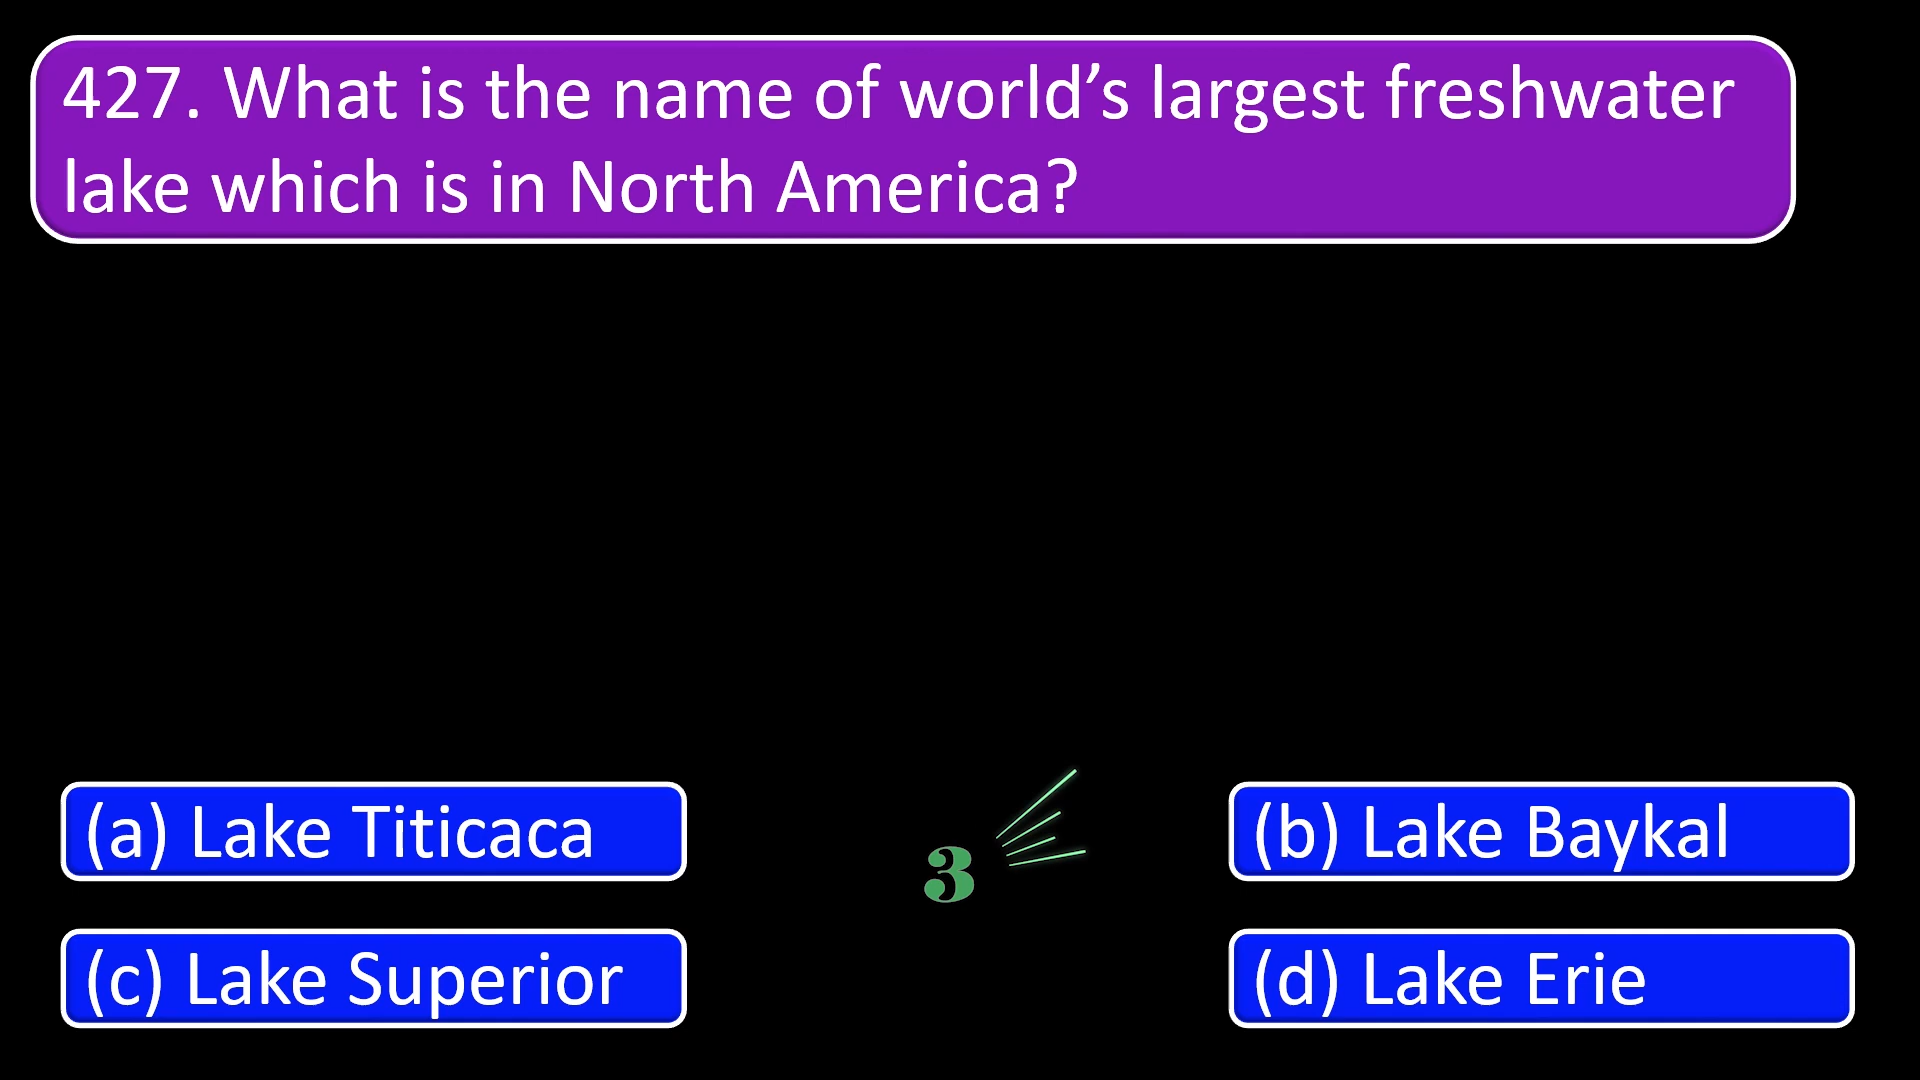 427. What is the name of world’s largest freshwater
lake which is in North America?
(a) Lake Titicaca
(b) Lake Baykal
3
(c) Lake Superior
(d) Lake Erie